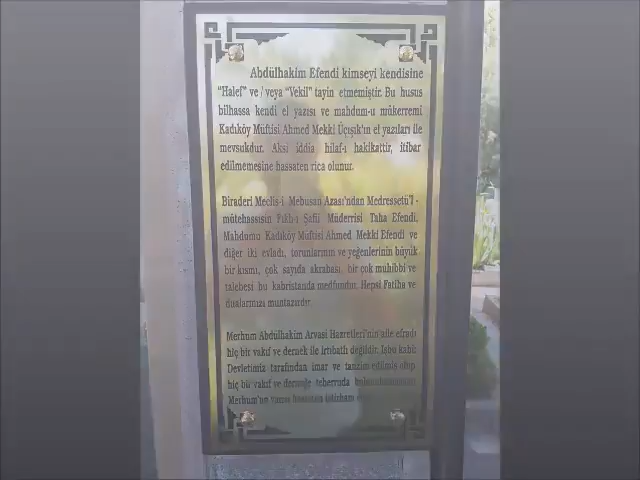 Abdülhakim Efendi kimseyi kendisine
"Halef" ve / veya "Vekil" tayin etmemiştir. Bu husus
bilhassa kendi el yazısı ve mahdum-u mükerremi
Kadıköy Müftisi Ahmed Mekki Üçışık'ın el yazıları ile
mevsukdur. Aksi iddia hilaf-ı hakikattir, itibar
edilmemesine hassaten rica olunur.
Biraderi Meclis-i Mebusan Azası'ndan Medresetü'l-
mütehassısin Fıkh-ı Şafii Müderrisi Taha Efendi,
Mahdumu Kadıköy Müftisi Ahmed Mekki Efendi ve
diğer iki evladı, torunlarının ve yeğenlerinin büyük
bir kısmı, çok sayıda akrabası, bir çok muhibbi ve
talebesi bu kabristanda medfundur. Hepsi Fatiha ve
dualarınızı muntazırdır.
Merhum Abdülhakim Arvasi Hazretleri'nin aile efradı
hiç bir vakıf ve dernek ile irtibatlı değildir. İşbu kabir
Devletimiz tarafından imar ve tanzim edilmiş olup
hiç bir vakıf ve derneğe teberruda
Merhum'un